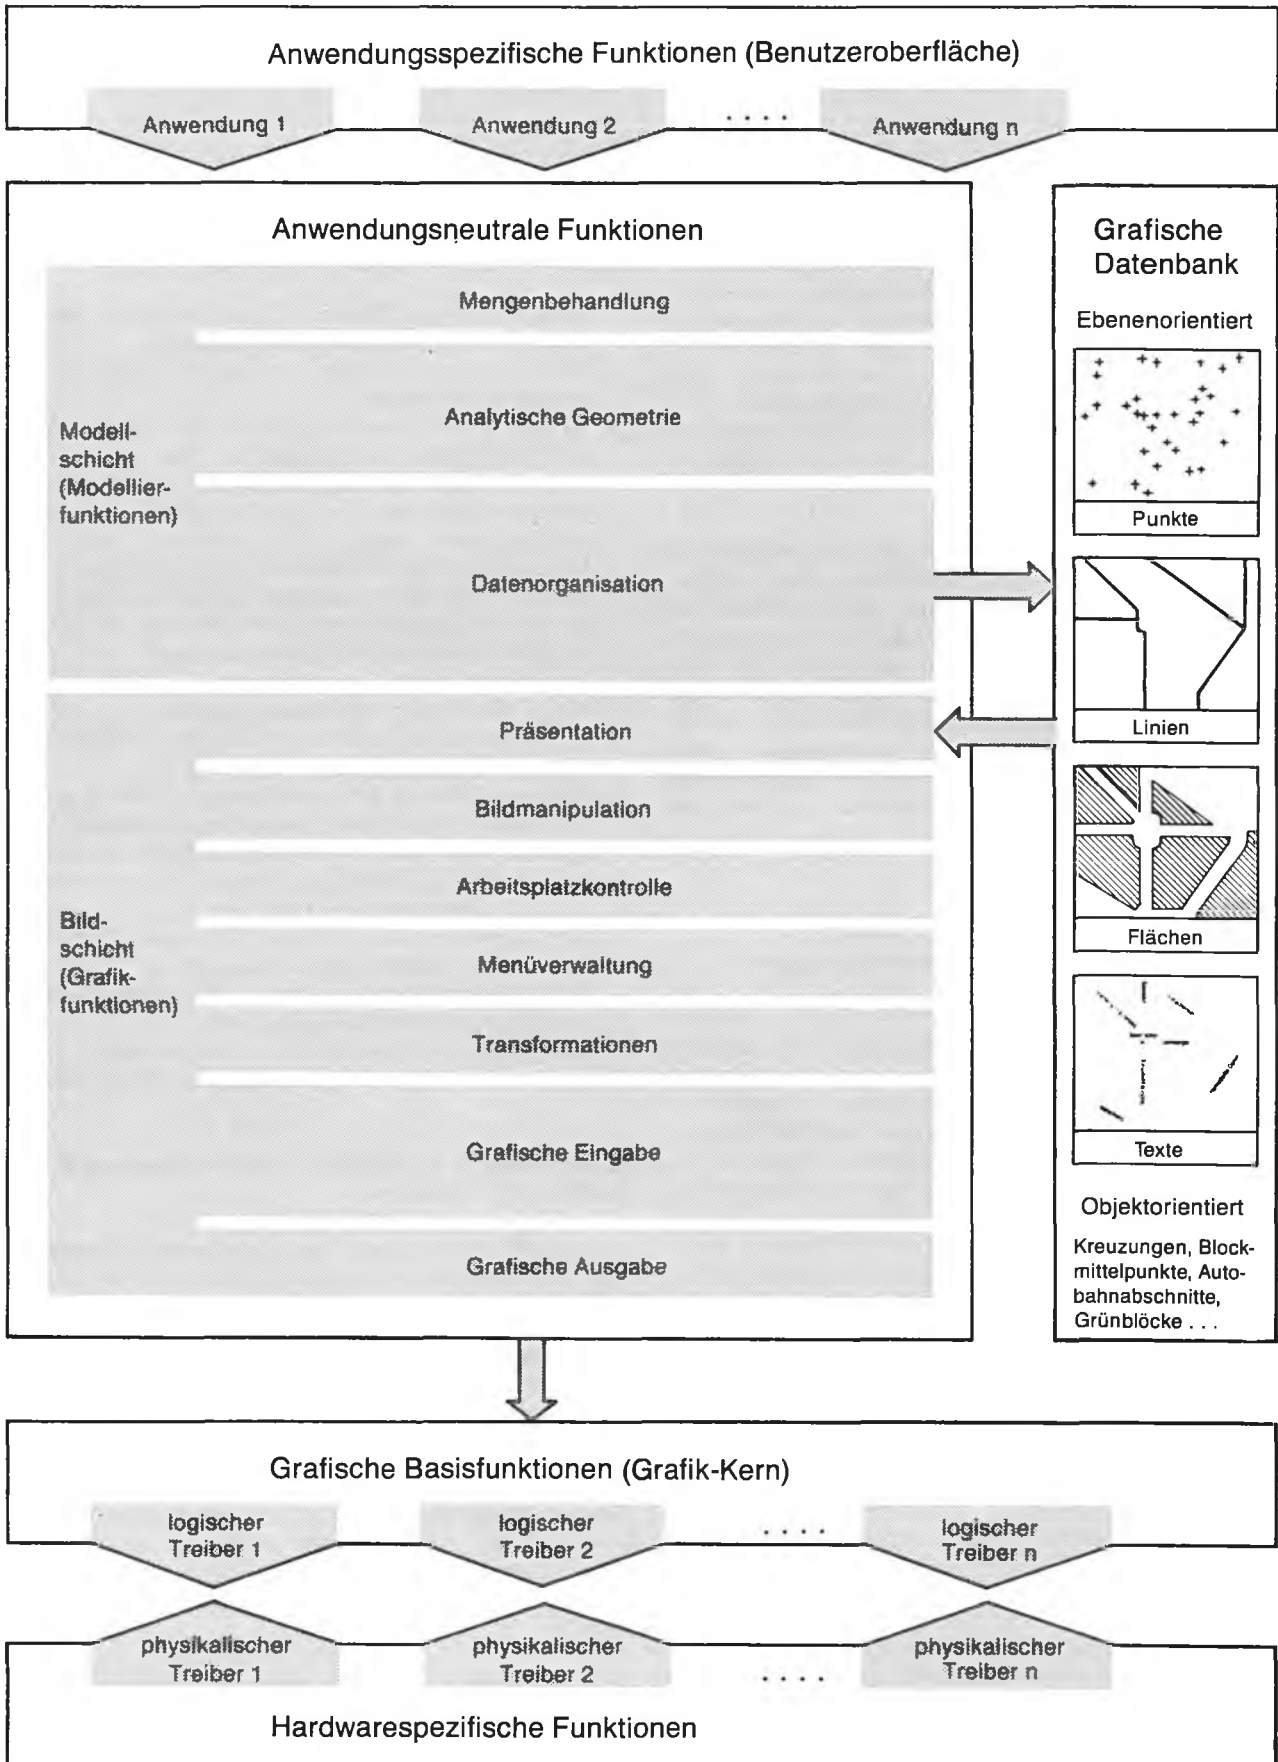 Anwendungsspezifische Funktionen (Benutzeroberfläche)
Anwendung 1
Anwendung 2
. . . .
Anwendung n
Anwendungsneutrale Funktionen
Modell-
schicht
(Modellier-
funktionen)
Mengenbehandlung
Analytische Geometrie
Datenorganisation
Bild-
schicht
(Grafik-
funktionen)
Präsentation
Bildmanipulation
Arbeitsplatzkontrolle
Menüverwaltung
Transformationen
Grafische Eingabe
Grafische Ausgabe
Grafische
Datenbank
Ebenenorientiert
Punkte
Linien
Flächen
Texte
Objektorientiert
Kreuzungen, Block-
mittelpunkte, Auto-
bahnabschnitte,
Grünblöcke . . .
Grafische Basisfunktionen (Grafik-Kern)
logischer
Treiber 1
logischer
Treiber 2
. . . .
logischer
Treiber n
physikalischer
Treiber 1
physikalischer
Treiber 2
. . . .
physikalischer
Treiber n
Hardwarespezifische Funktionen